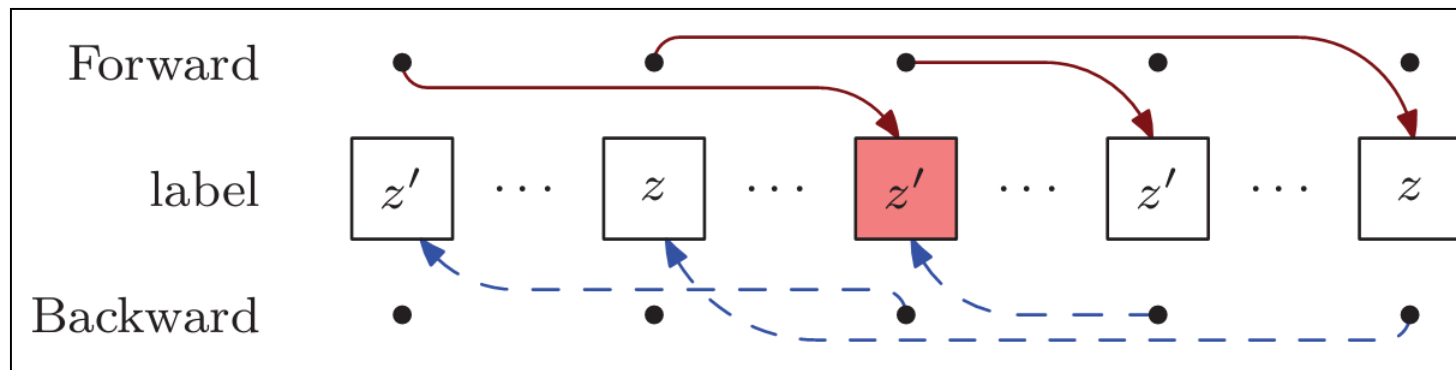 Forward
label z′ ··· z ··· z′ ··· z′ ··· z
Backward